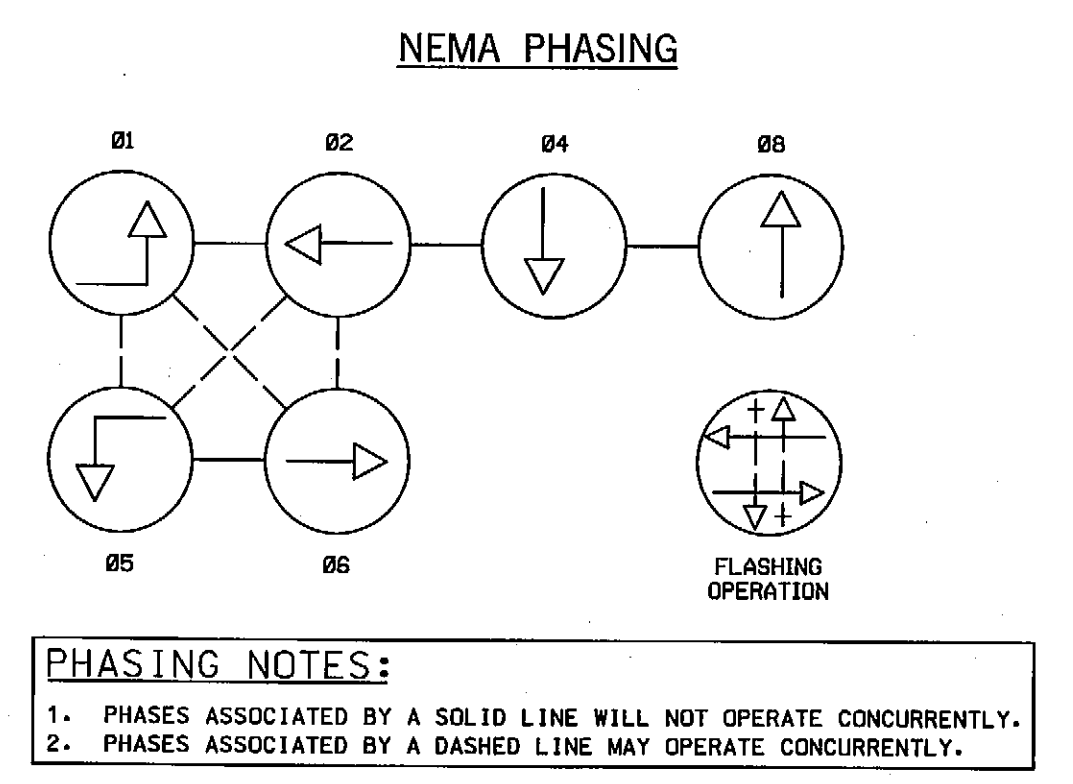 NEMA PHASING
Ø1 Ø2 Ø4 Ø8
Ø5 Ø6
+
+
FLASHING
OPERATION
PHASING NOTES:
1. PHASES ASSOCIATED BY A SOLID LINE WILL NOT OPERATE CONCURRENTLY.
2. PHASES ASSOCIATED BY A DASHED LINE MAY OPERATE CONCURRENTLY.